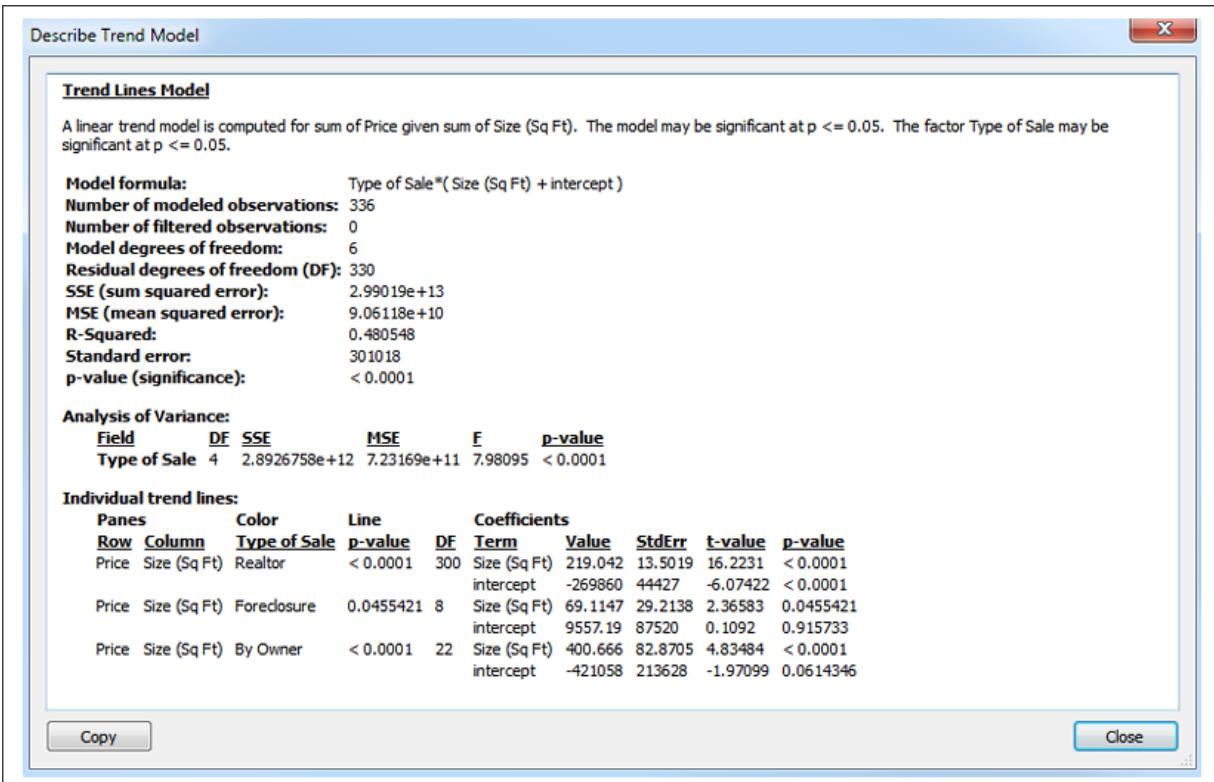 Describe Trend Model
Trend Lines Model
A linear trend model is computed for sum of Price given sum of Size (Sq Ft). The model may be significant at p <= 0.05. The factor Type of Sale may be
significant at p <= 0.05.
Model formula: Type of Sale*( Size (Sq Ft) + intercept )
Number of modeled observations: 336
Number of filtered observations: 0
Model degrees of freedom: 6
Residual degrees of freedom (DF): 330
SSE (sum squared error): 2.99019e+13
MSE (mean squared error): 9.06118e+10
R-Squared: 0.480548
Standard error: 301018
p-value (significance): < 0.0001
Analysis of Variance:
Field DF SSE MSE F p-value
Type of Sale 4 2.8926758e+12 7.23169e+11 7.98095 < 0.0001
Individual trend lines:
Panes Color Line Coefficients
Row Column Type of Sale p-value DF Term Value StdErr t-value p-value
Price Size (Sq Ft) Realtor < 0.0001 300 Size (Sq Ft) 219.042 13.5019 16.2231 < 0.0001
intercept -269860 44427 -6.07422 < 0.0001
Price Size (Sq Ft) Foreclosure 0.0455421 8 Size (Sq Ft) 69.1147 29.2138 2.36583 0.0455421
intercept 9557.19 87520 0.1092 0.915733
Price Size (Sq Ft) By Owner < 0.0001 22 Size (Sq Ft) 400.666 82.8705 4.83484 < 0.0001
intercept -421058 213628 -1.97099 0.0614346
Copy Close